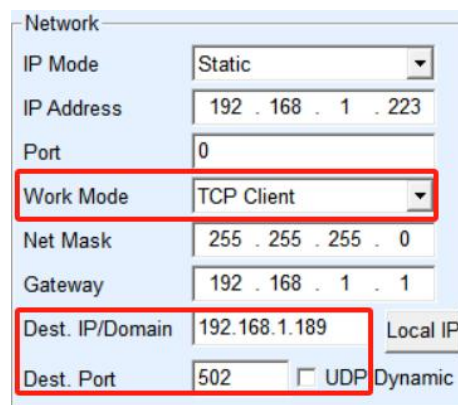 Network
IP Mode Static
IP Address 192 . 168 . 1 . 223
Port 0
Work Mode TCP Client
Net Mask 255 . 255 . 255 . 0
Gateway 192 . 168 . 1 . 1
Dest. IP/Domain 192.168.1.189 Local IP
Dest. Port 502 UDP Dynamic